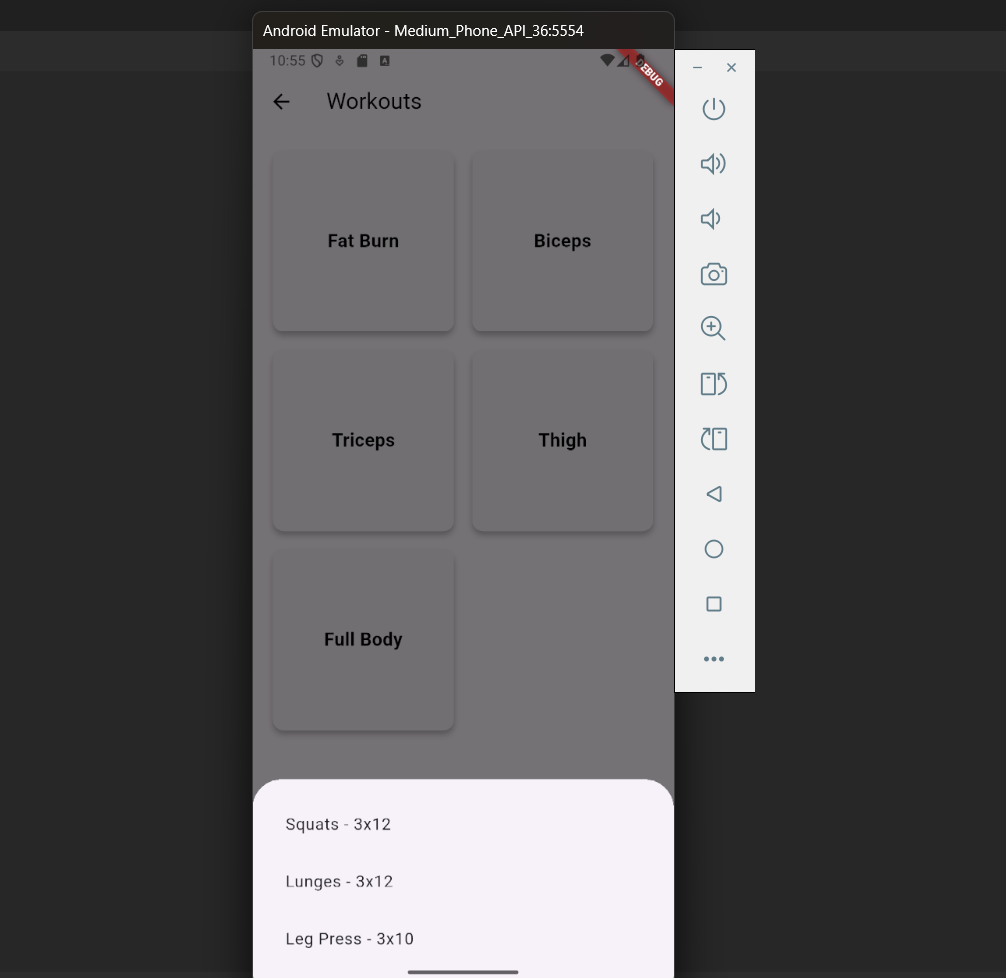 Android Emulator - Medium_Phone_API_36:5554
10:55
Workouts
Fat Burn
Biceps
Triceps
Thigh
Full Body
Squats - 3x12
Lunges - 3x12
Leg Press - 3x10